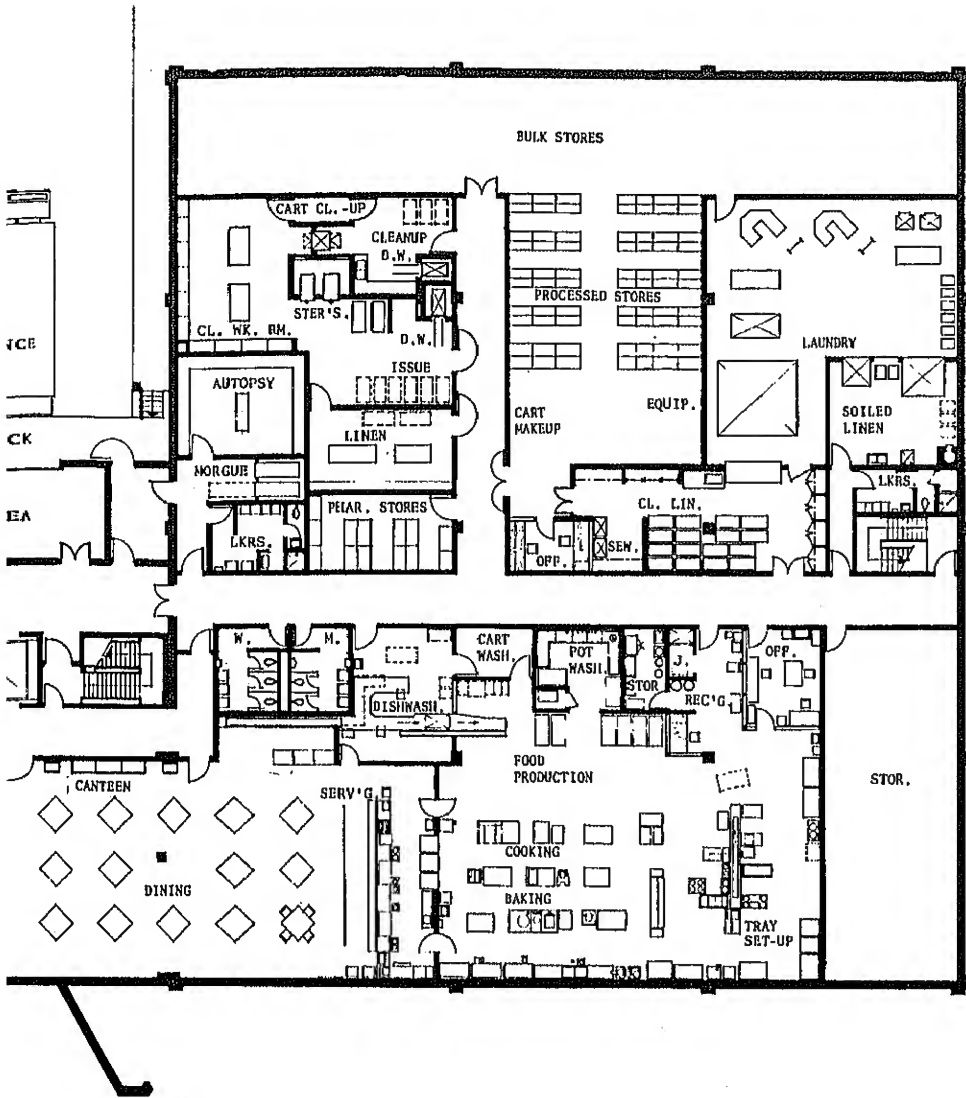 BULK STORES
CART CL.-UP
CLEANUP
D.W.
PROCESSED STORES
STER'S.
CL. WK. RM.
D.W.
LAUNDRY
NCE
ISSUE
AUTOPSY
EQUIP.
SOILED
LINEN
CART
MAKEUP
LINEN
CK
MORGUE
LKRS.
PHAR. STORES
CL. LIN.
EA
LKRS.
OFF.
SEW.
W.
M.
CART
WASH.
POT
WASH.
J.
OFF.
STOR
REC'G.
DISHWASH.
FOOD
PRODUCTION
STOR.
CANTEEN
SERV'G
COOKING
DINING
BAKING
TRAY
SET-UP